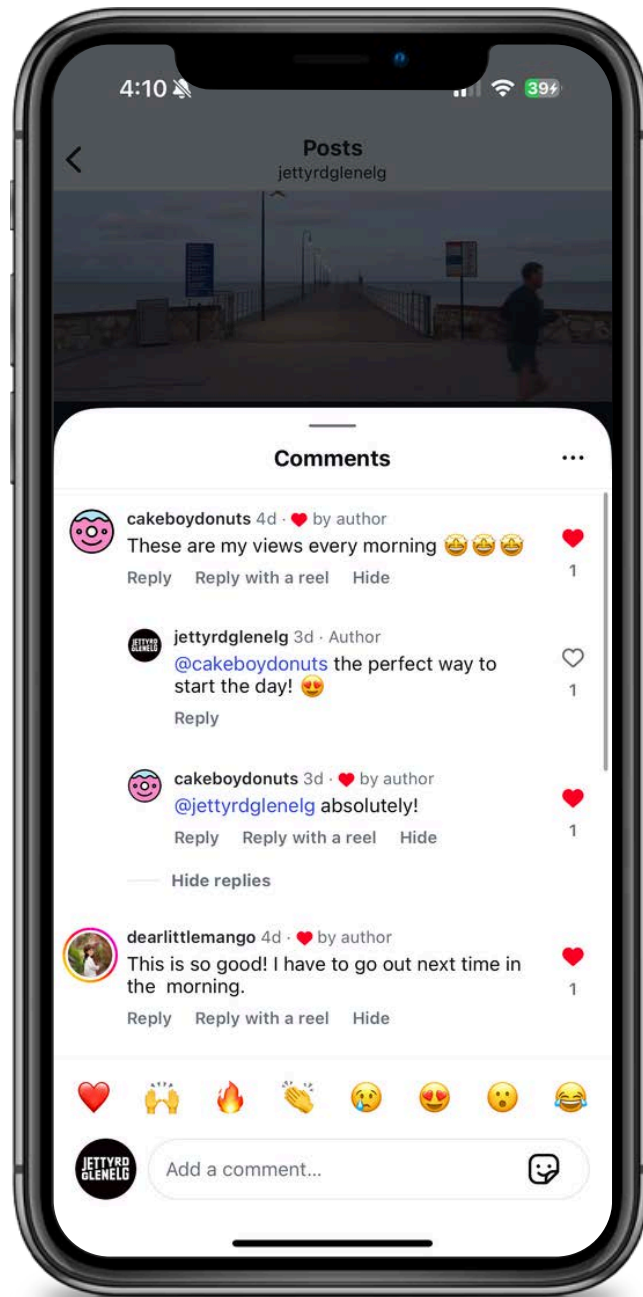 4:10
39
Posts
jettyrdglenelg
Comments
cakeboydonuts 4d · ❤️ by author
These are my views every morning 🤩🤩🤩
1
Reply Reply with a reel Hide
JETTYRD
GLENELG
jettyrdglenelg 3d · Author
@cakeboydonuts the perfect way to
start the day! 😍
1
Reply
cakeboydonuts 3d · ❤️ by author
@jettyrdglenelg absolutely!
1
Reply Reply with a reel Hide
Hide replies
dearlittlemango 4d · ❤️ by author
This is so good! I have to go out next time in
the  morning.
1
Reply Reply with a reel Hide
JETTYRD
GLENELG
Add a comment...